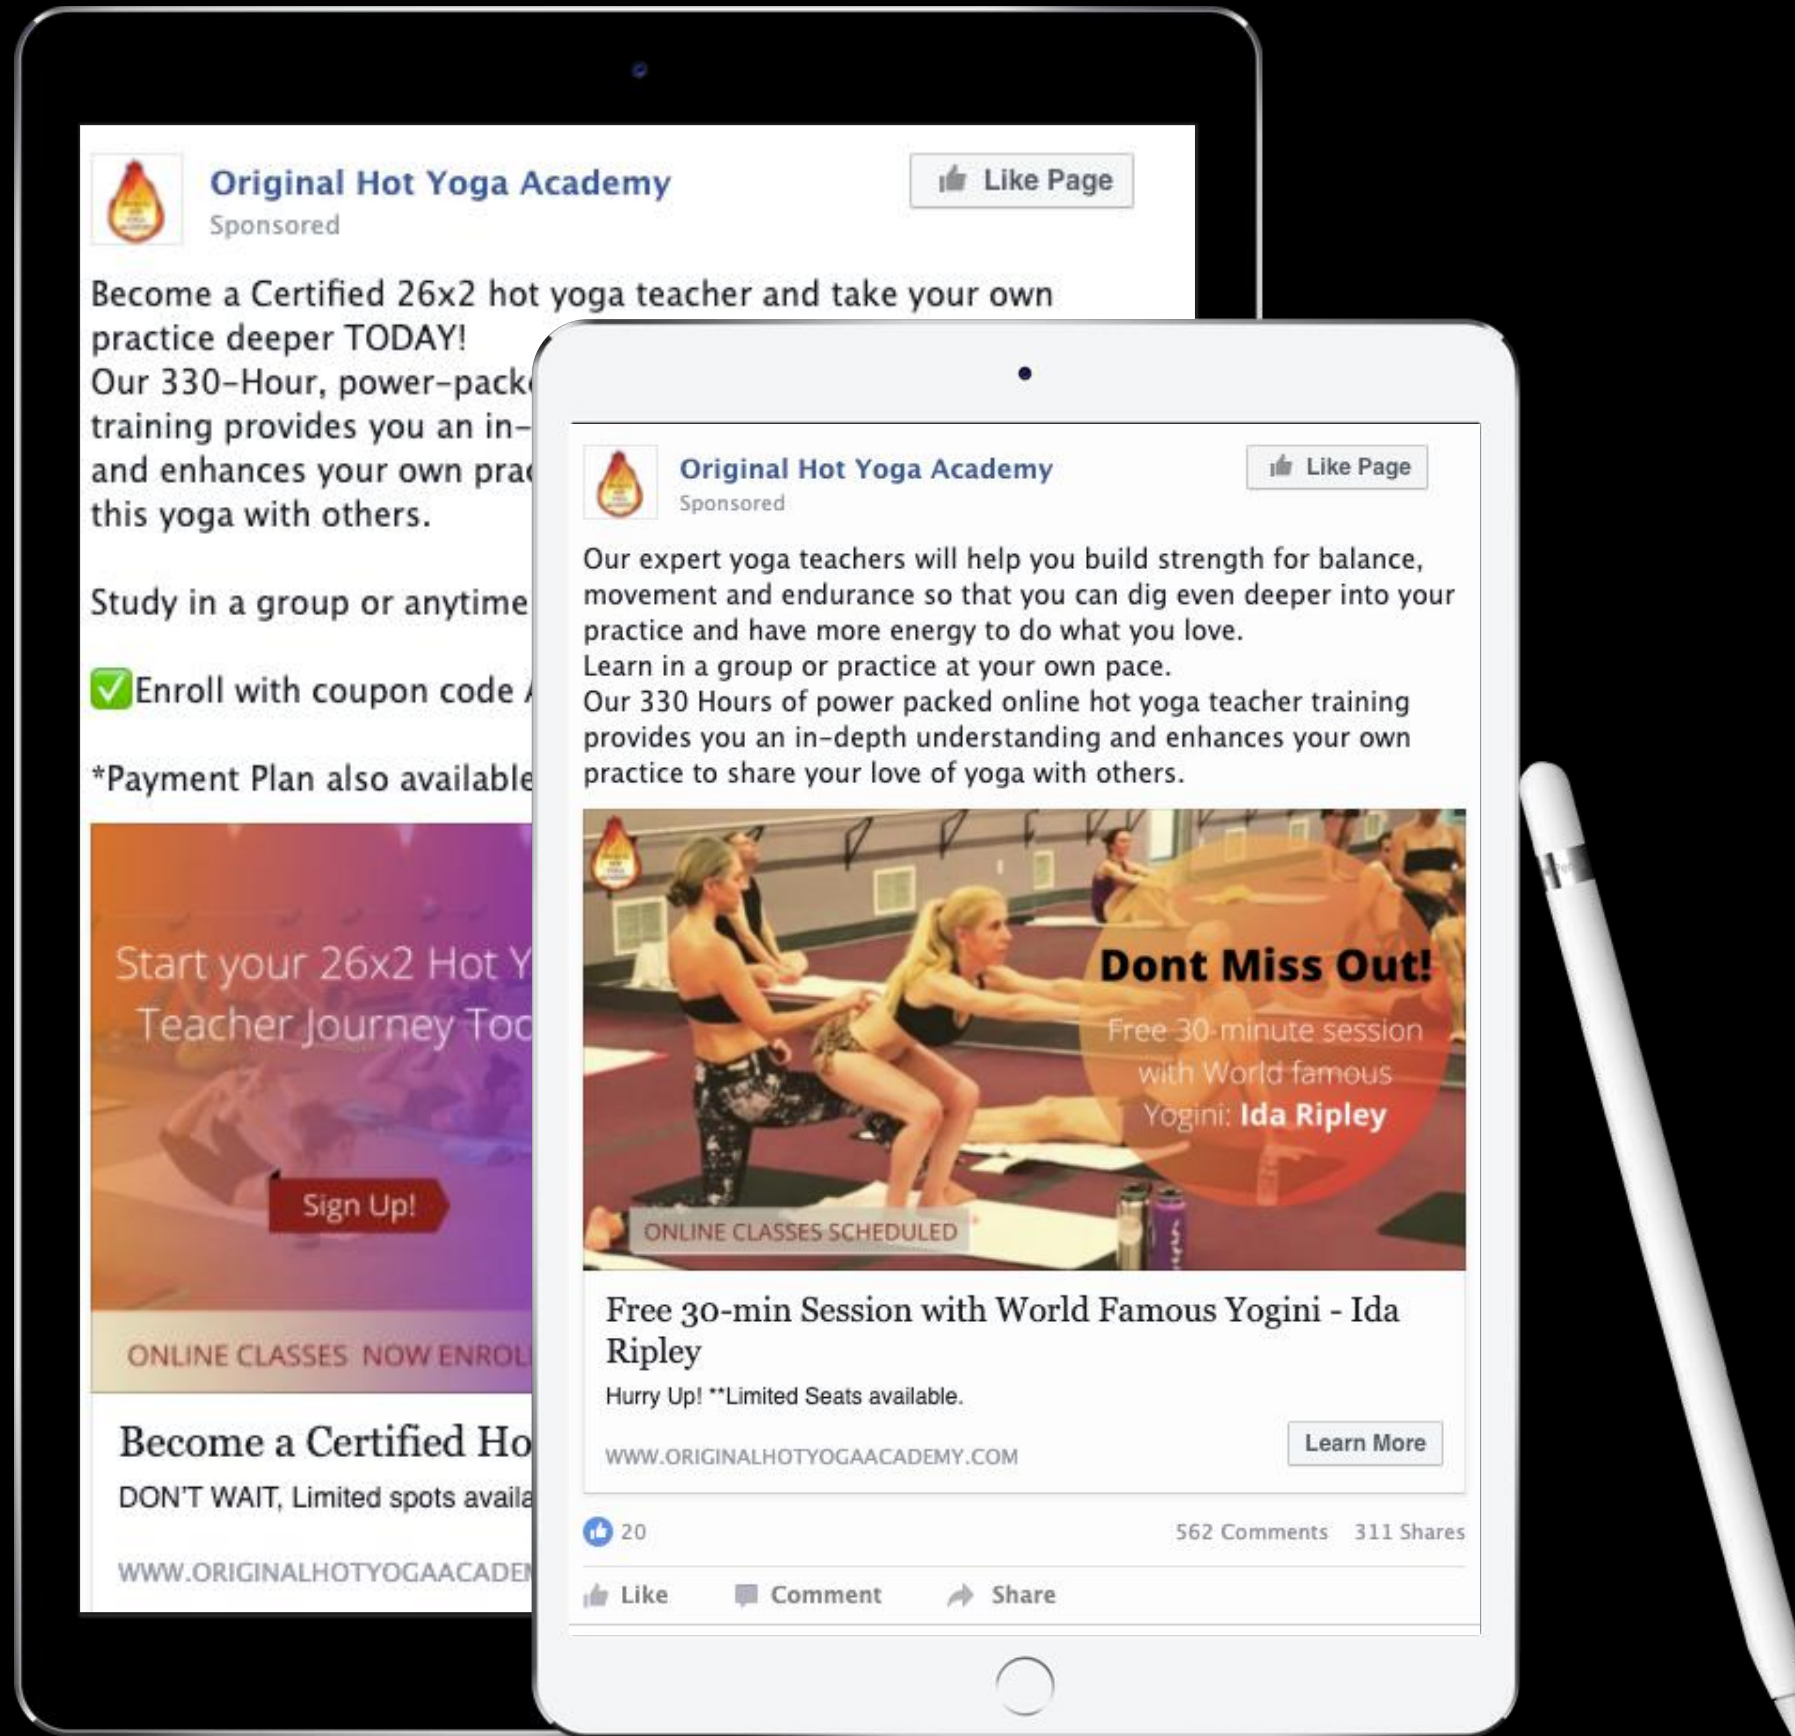 Original Hot Yoga Academy
Like Page
Sponsored
Become a Certified 26x2 hot yoga teacher and take your own
practice deeper TODAY!
Our 330-Hour, power-pack
training provides you an in-
and enhances your own prac
this yoga with others.
Study in a group or anytime
✅Enroll with coupon code
*Payment Plan also available
Start your 26x2 Hot Y
Teacher Journey Tod
Sign Up!
ONLINE CLASSES NOW ENROL
Become a Certified Ho
DON'T WAIT, Limited spots availa
WWW.ORIGINALHOTYOGAACADEM
Original Hot Yoga Academy
Like Page
Sponsored
Our expert yoga teachers will help you build strength for balance,
movement and endurance so that you can dig even deeper into your
practice and have more energy to do what you love.
Learn in a group or practice at your own pace.
Our 330 Hours of power packed online hot yoga teacher training
provides you an in-depth understanding and enhances your own
practice to share your love of yoga with others.
Dont Miss Out!
Free 30-minute session
with World famous
Yogini: Ida Ripley
ONLINE CLASSES SCHEDULED
Free 30-min Session with World Famous Yogini - Ida
Ripley
Hurry Up! **Limited Seats available.
WWW.ORIGINALHOTYOGAACADEMY.COM
Learn More
20
562 Comments 311 Shares
Like Comment Share